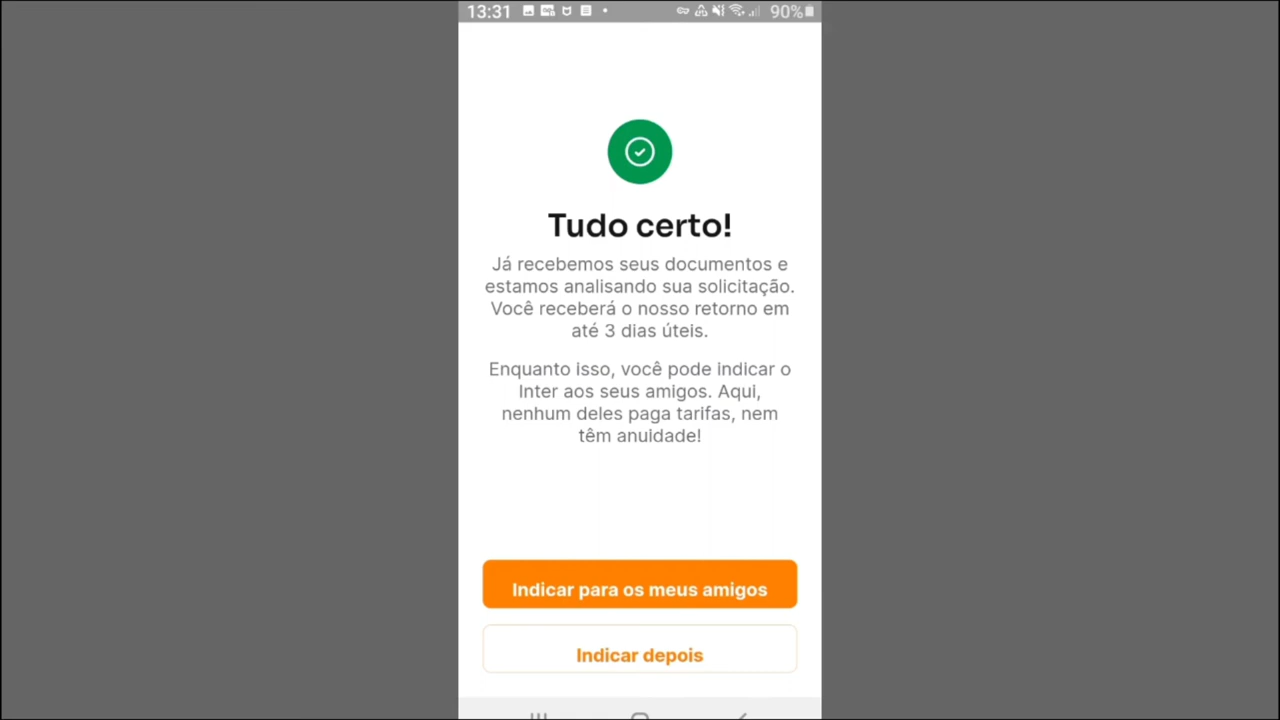 13:31
90%
Tudo certo!
Já recebemos seus documentos e
estamos analisando sua solicitação.
Você receberá o nosso retorno em
até 3 dias úteis.
Enquanto isso, você pode indicar o
Inter aos seus amigos. Aqui,
nenhum deles paga tarifas, nem
têm anuidade!
Indicar para os meus amigos
Indicar depois